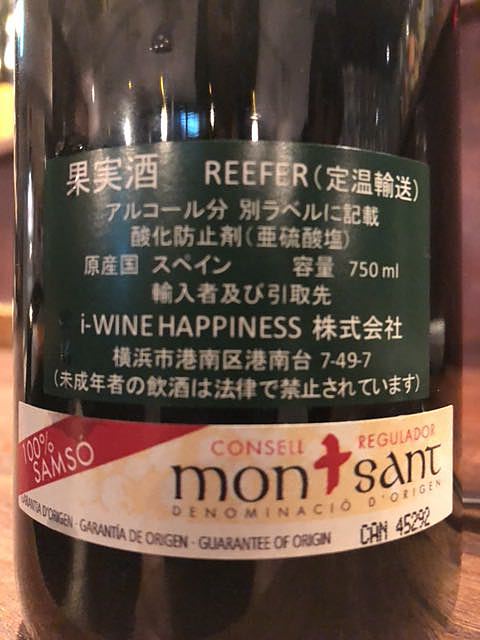 果実酒 REEFER(定温輸送)
アルコール分 別ラベルに記載
酸化防止剤(亜硫酸塩)
原産国 スペイン 容量 750 ml
輸入者及び引取先
i-WINE HAPPINESS 株式会社
横浜市港南区港南台 7-49-7
(未成年者の飲酒は法律で禁止されています)
100% SAMSÓ
CONSELL REGULADOR
montsant
DENOMINACIÓ D'ORIGEN
GARANTIA D'ORIGEN - GARANTÍA DE ORIGEN - GUARANTEE OF ORIGIN
CAN 45292